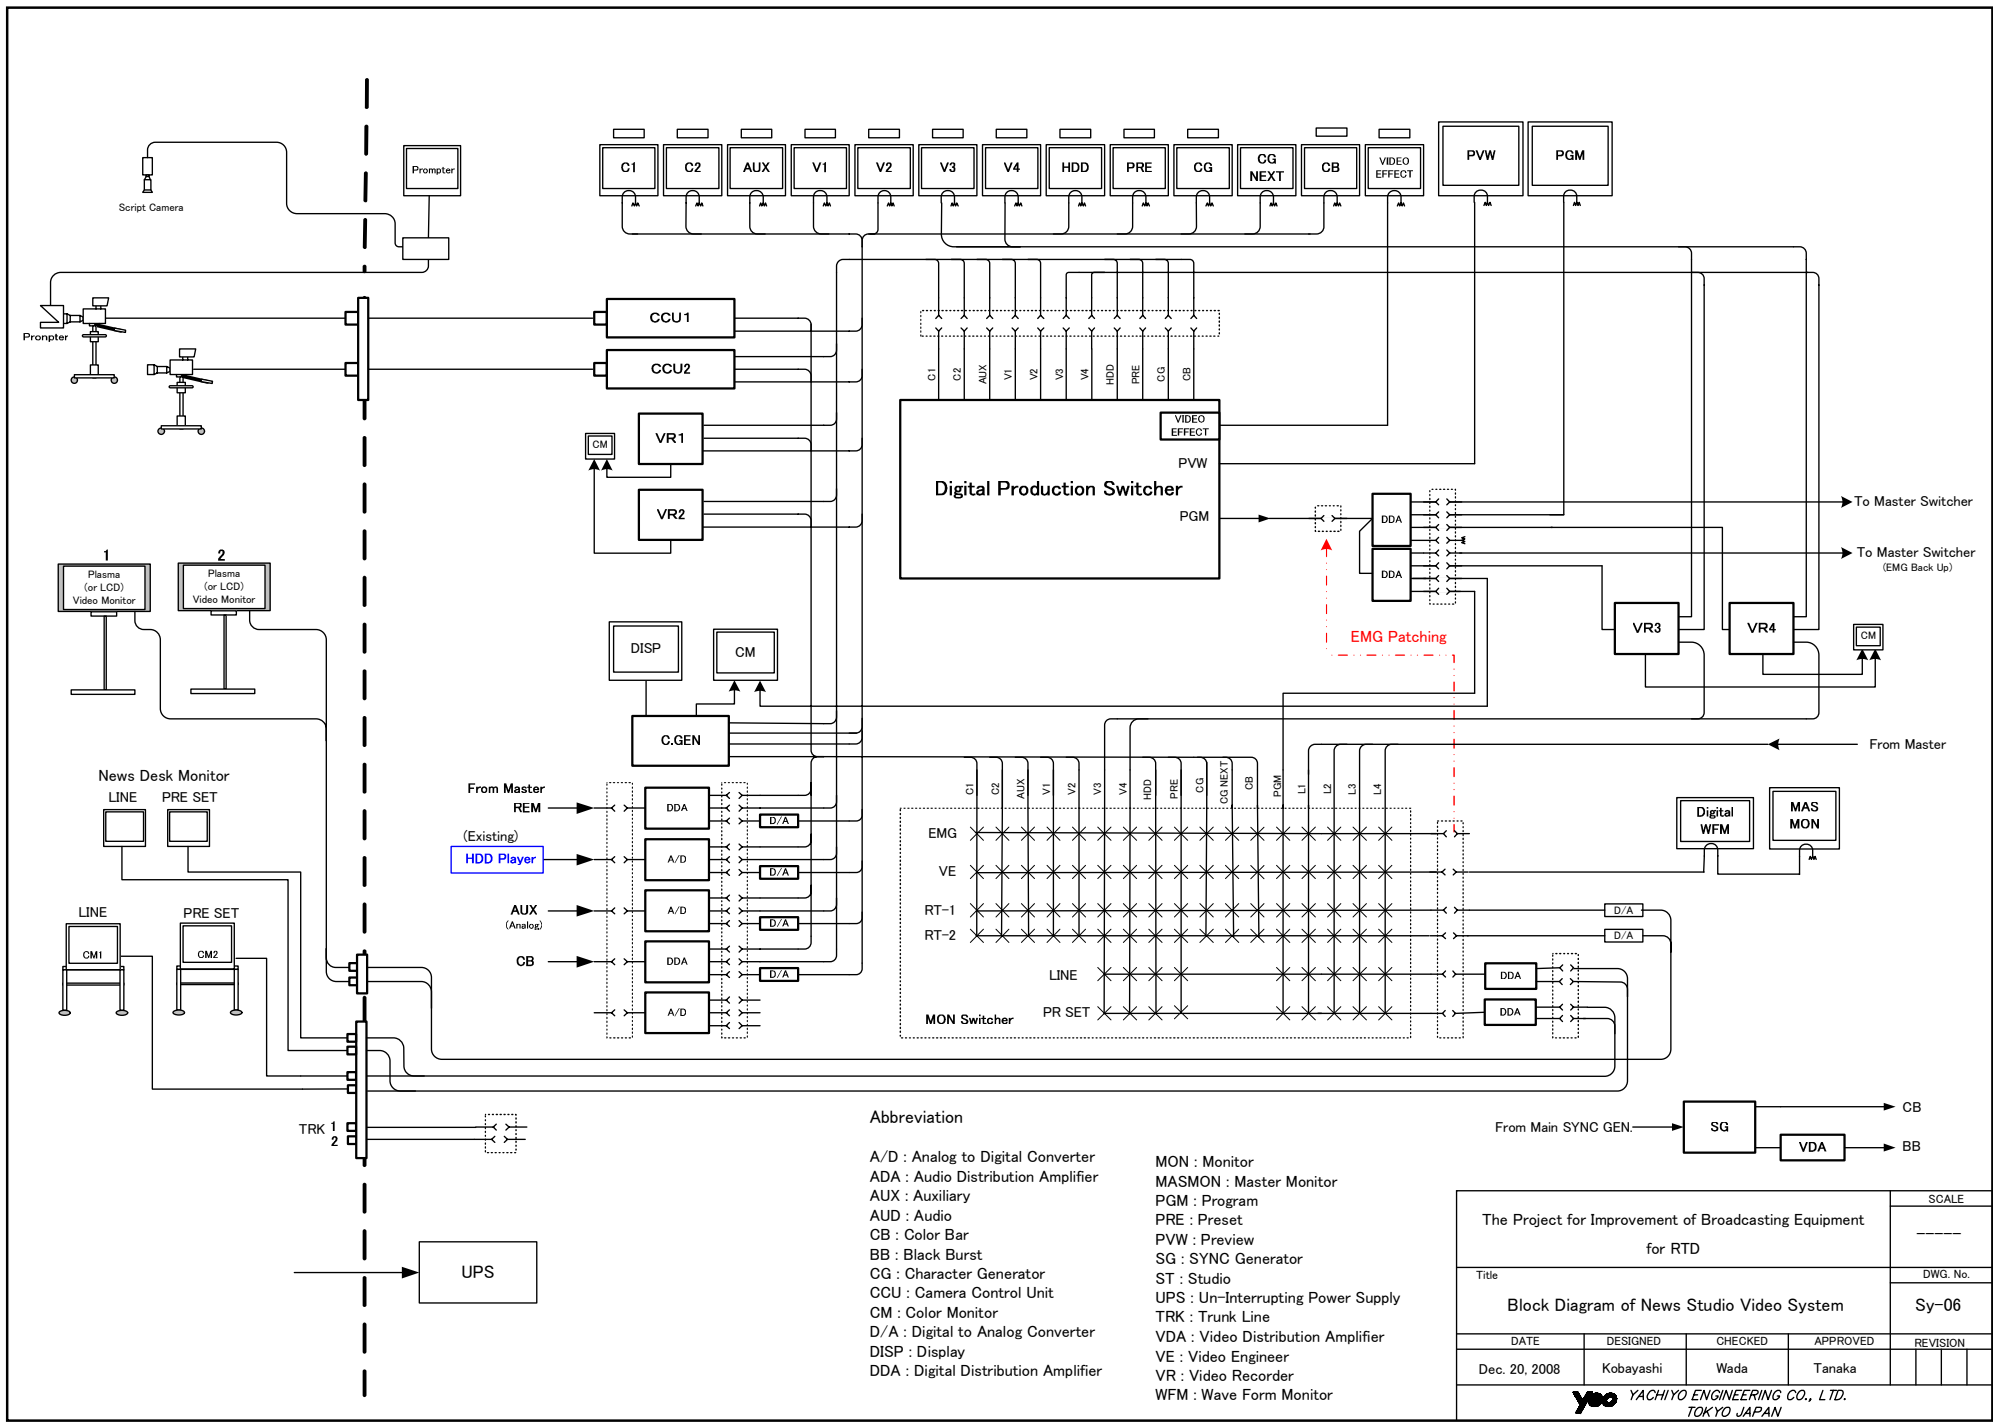 C1
C2
AUX
V1
V2
V3
V4
HDD
PRE
CG
CG
NEXT
CB
VIDEO
EFFECT
PVW
PGM
Script Camera
Prompter
Pronpter
CCU1
CCU2
C1
C2
AUX
V1
V2
V3
V4
HDD
PRE
CG
CB
VIDEO
EFFECT
PVW
PGM
Digital Production Switcher
CM
VR1
VR2
DDA
DDA
To Master Switcher
To Master Switcher
(EMG Back Up)
1
Plasma
(or LCD)
Video Monitor
2
Plasma
(or LCD)
Video Monitor
EMG Patching
VR3
VR4
CM
DISP
CM
C.GEN
From Master
News Desk Monitor
LINE
PRE SET
LINE
CM1
PRE SET
CM2
From Master
REM
(Existing)
HDD Player
AUX
(Analog)
CB
DDA
A/D
A/D
DDA
A/D
D/A
D/A
D/A
D/A
C1
C2
AUX
V1
V2
V3
V4
HDD
PRE
CG
CG NEXT
CB
PGM
L1
L2
L3
L4
EMG
VE
RT-1
RT-2
LINE
PR SET
MON Switcher
Digital
WFM
MAS
MON
D/A
D/A
DDA
DDA
TRK 1
2
UPS
From Main SYNC GEN.
SG
VDA
CB
BB
Abbreviation
A/D : Analog to Digital Converter
ADA : Audio Distribution Amplifier
AUX : Auxiliary
AUD : Audio
CB : Color Bar
BB : Black Burst
CG : Character Generator
CCU : Camera Control Unit
CM : Color Monitor
D/A : Digital to Analog Converter
DISP : Display
DDA : Digital Distribution Amplifier
MON : Monitor
MASMON : Master Monitor
PGM : Program
PRE : Preset
PVW : Preview
SG : SYNC Generator
ST : Studio
UPS : Un-Interrupting Power Supply
TRK : Trunk Line
VDA : Video Distribution Amplifier
VE : Video Engineer
VR : Video Recorder
WFM : Wave Form Monitor
The Project for Improvement of Broadcasting Equipment
for RTD
SCALE
-----
Title
Block Diagram of News Studio Video System
DWG. No.
Sy-06
DATE
DESIGNED
CHECKED
APPROVED
REVISION
Dec. 20, 2008
Kobayashi
Wada
Tanaka
yeo YACHIYO ENGINEERING CO., LTD.
TOKYO JAPAN